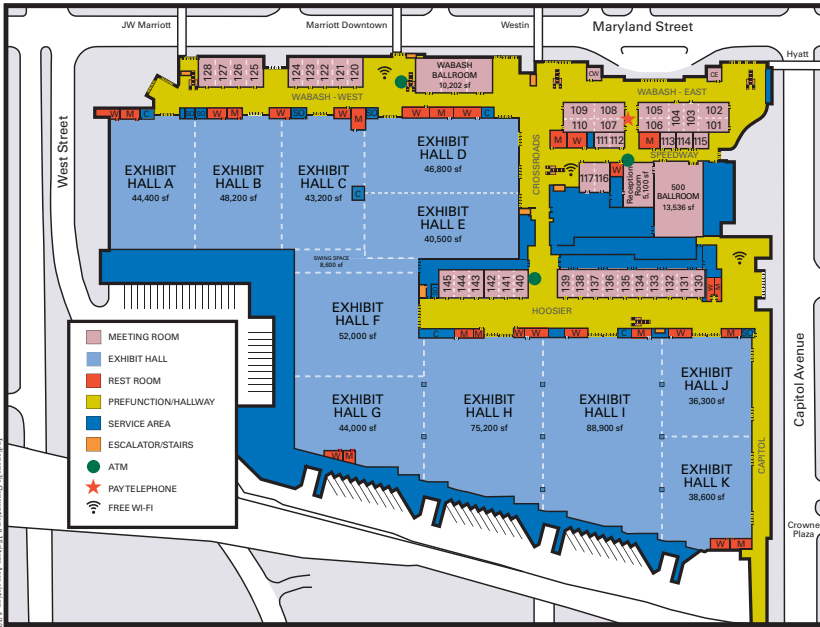 JW Marriott
Marriott Downtown
Westin
Maryland Street
Hyatt
West Street
Capitol Avenue
Crowne
Plaza
128
127
126
125
124
123
122
121
120
WABASH
BALLROOM
10,202 sf
CW
CE
WABASH - WEST
WABASH - EAST
109
108
110
107
105
104
103
102
106
101
M
W
111
112
M
113
114
115
SPEEDWAY
CROSSROADS
117
116
W
Reception
Room
5,100 sf
500
BALLROOM
13,536 sf
W
M
C
SO
SO
W
M
W
SO
M
SO
W
M
W
C
EXHIBIT
HALL A
44,400 sf
EXHIBIT
HALL B
48,200 sf
EXHIBIT
HALL C
43,200 sf
C
EXHIBIT
HALL D
46,800 sf
EXHIBIT
HALL E
40,500 sf
SWING SPACE
8,600 sf
SO
145
144
143
142
141
140
139
138
137
136
135
134
133
132
131
130
W
M
HOOSIER
C
M
M
W
W
W
C
M
W
M
SO
EXHIBIT
HALL F
52,000 sf
EXHIBIT
HALL G
44,000 sf
W
M
EXHIBIT
HALL H
75,200 sf
EXHIBIT
HALL I
88,900 sf
EXHIBIT
HALL J
36,300 sf
EXHIBIT
HALL K
38,600 sf
W
M
CAPITOL
MEETING ROOM
EXHIBIT HALL
REST ROOM
PREFUNCTION/HALLWAY
SERVICE AREA
ESCALATOR/STAIRS
ATM
PAY TELEPHONE
FREE WI-FI